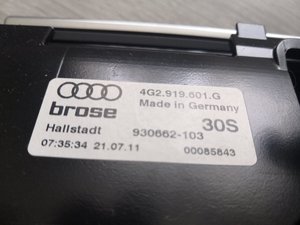 4G2.919.601.G
brose Made in Germany
Hallstadt 930662-103 30S
07:35:34 21.07.11 00085843